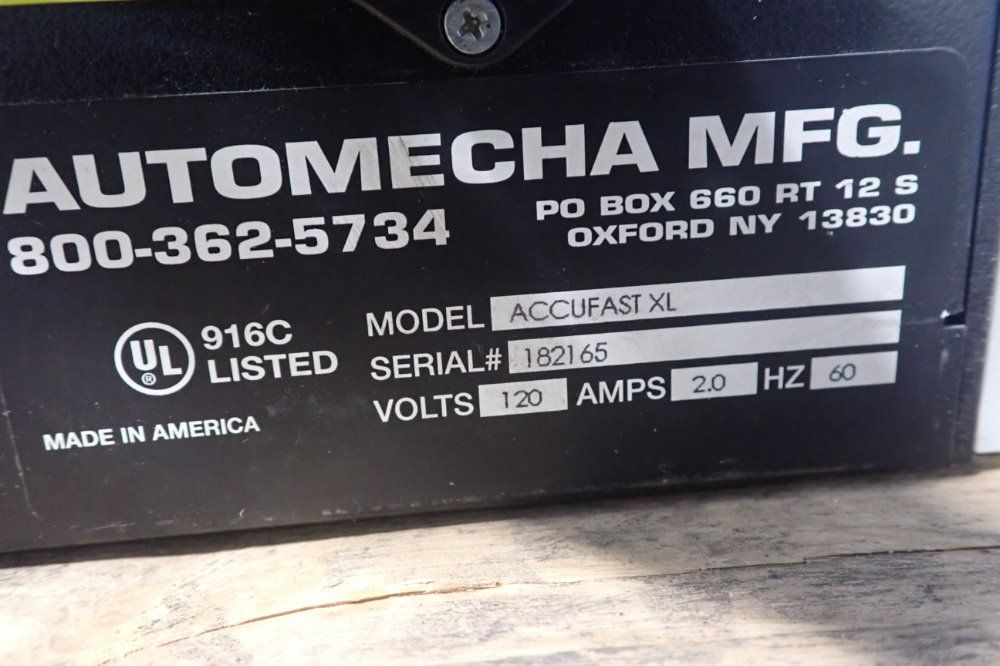 AUTOMECHA MFG.
800-362-5734
PO BOX 660 RT 12 S
OXFORD NY 13830
UL®
916C
LISTED
MODEL ACCUFAST XL
SERIAL# 182165
VOLTS 120 AMPS 2.0 HZ 60
MADE IN AMERICA